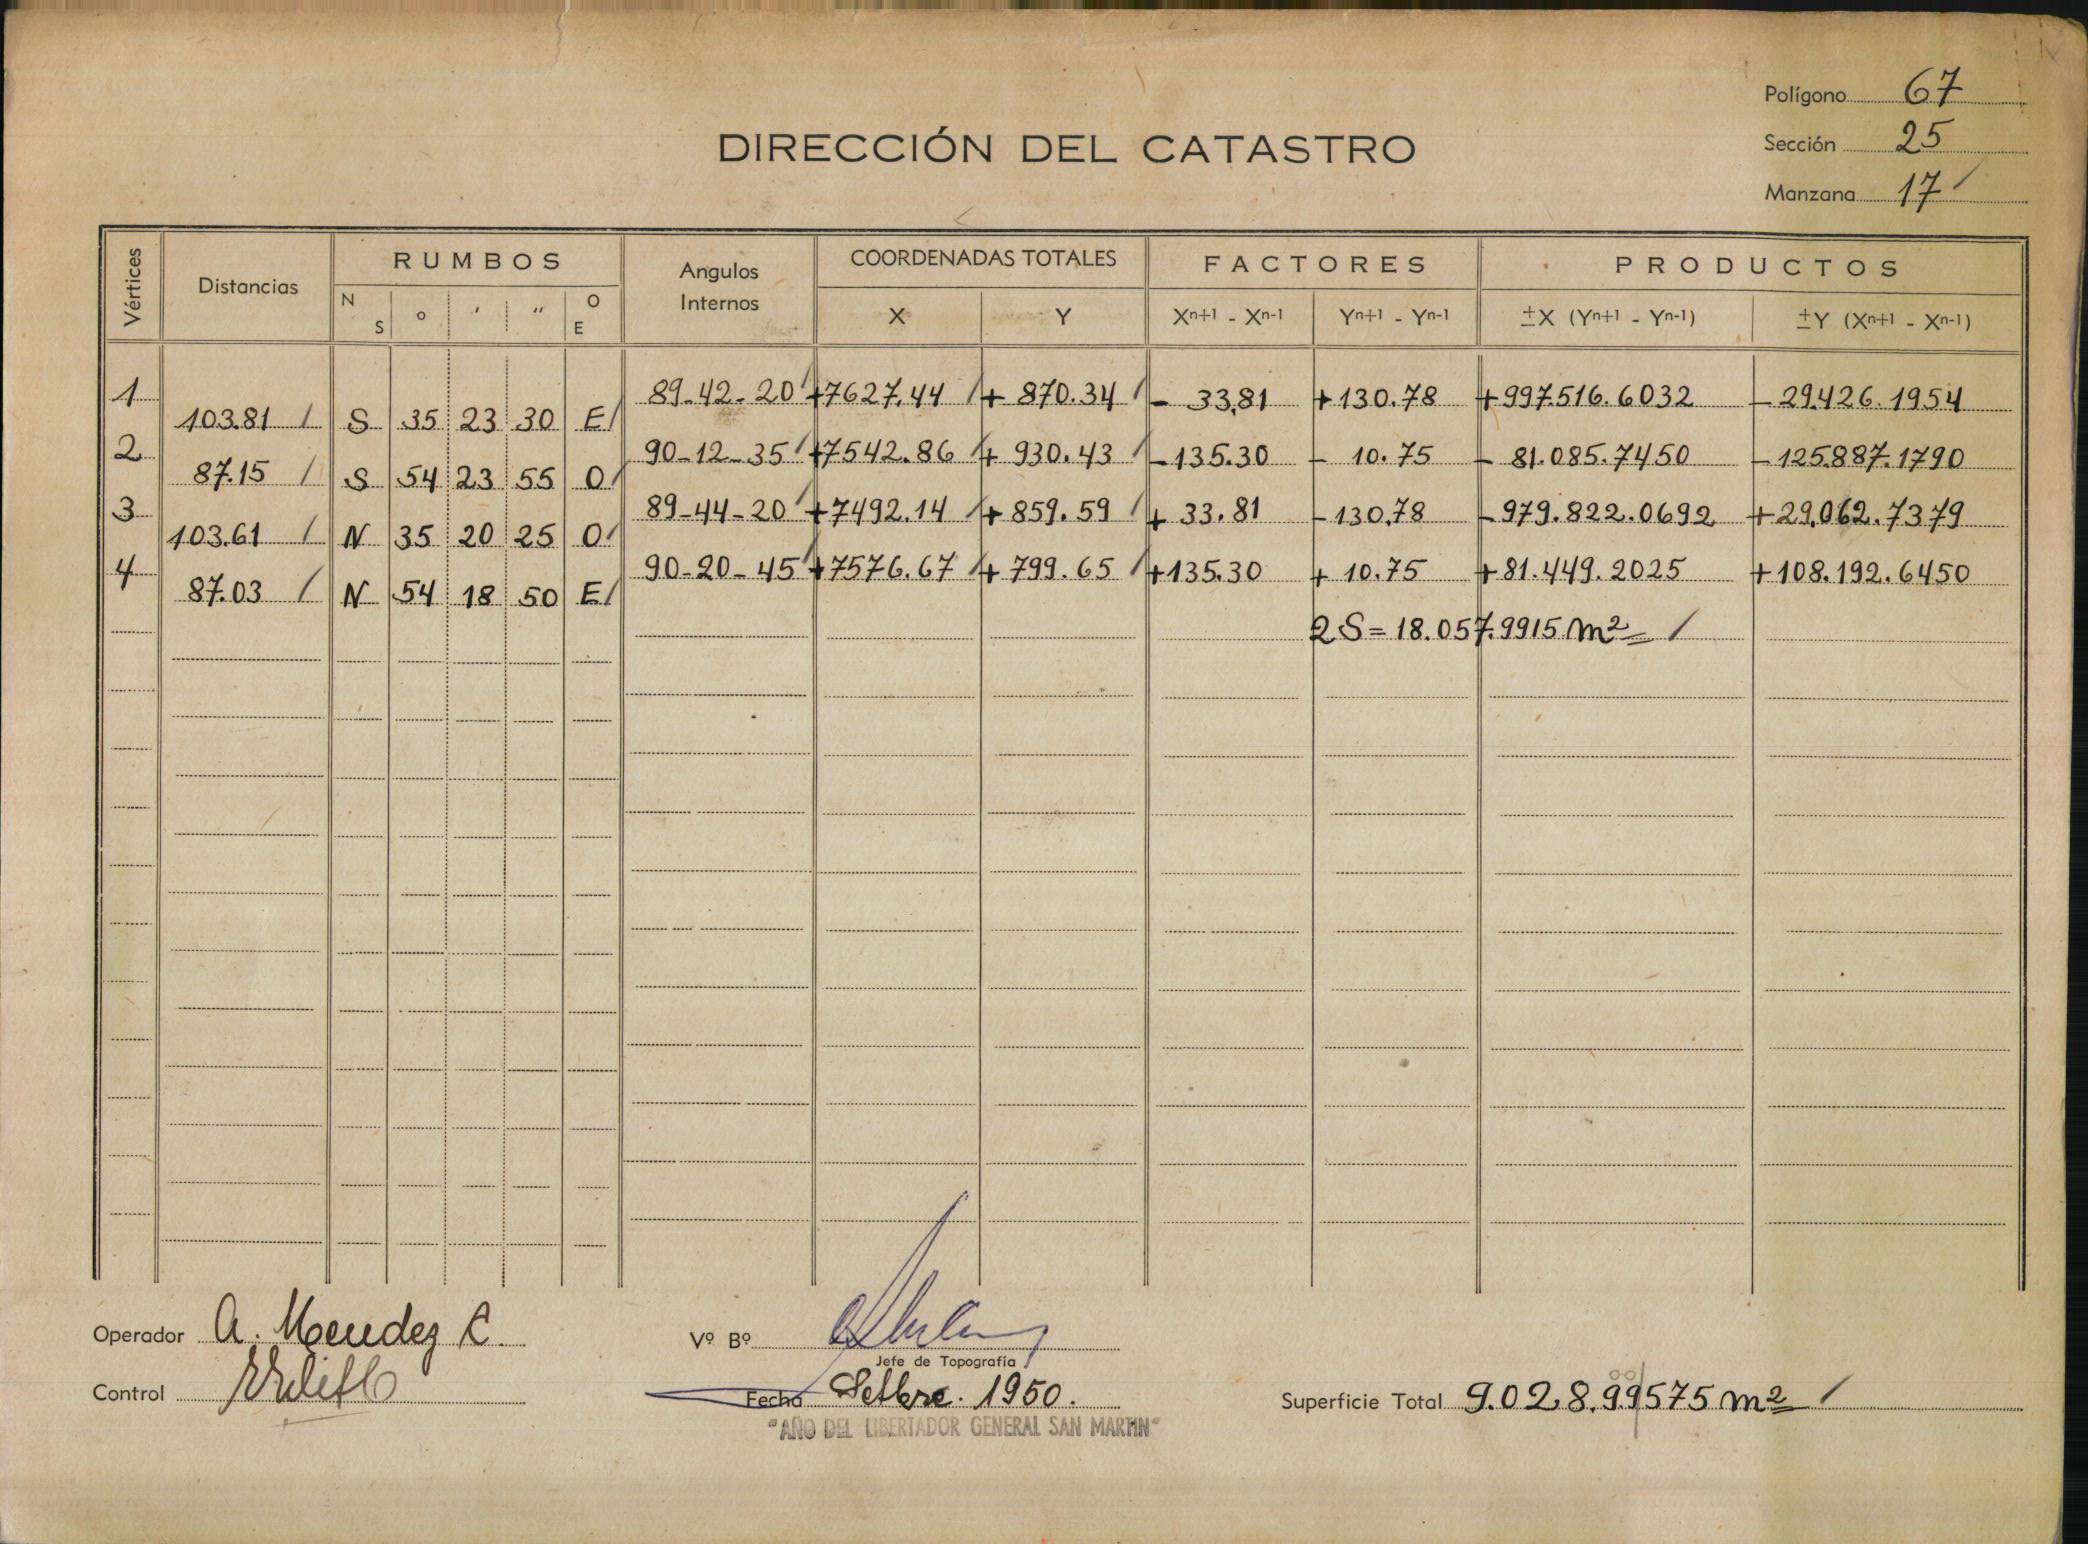 Polígono 67
DIRECCIÓN DEL CATASTRO
Sección 25
Manzana 17
Vértices Distancias RUMBOS Angulos Internos COORDENADAS TOTALES FACTORES PRODUCTOS
N S ° ′ ″ O E X Y Xⁿ⁺¹ - Xⁿ⁻¹ Yⁿ⁺¹ - Yⁿ⁻¹ ±X (Yⁿ⁺¹ - Yⁿ⁻¹) ±Y (Xⁿ⁺¹ - Xⁿ⁻¹)
1 89-42-20 +7627.44 + 870.34 - 33.81 +130.78 +997.516.6032 - 29.426.1954
103.81 S 35 23 30 E
2 90-12-35 +7542.86 + 930.43 -135.30 - 10.75 - 81.085.7450 -125.887.1790
87.15 S 54 23 55 O
3 89-44-20 +7492.14 + 859.59 + 33.81 -130.78 -979.822.0692 +29.062.7379
103.61 N 35 20 25 O
4 90-20-45 +7576.67 + 799.65 +135.30 + 10.75 +81.449.2025 +108.192.6450
87.03 N 54 18 50 E
2S = 18.057.9915 m²
Operador A. Mendez C.
Vº Bº
Jefe de Topografía
Control
Fecha Setbre. 1950.
Superficie Total 9.028.99575 m²
00
"AÑO DEL LIBERTADOR GENERAL SAN MARTIN"